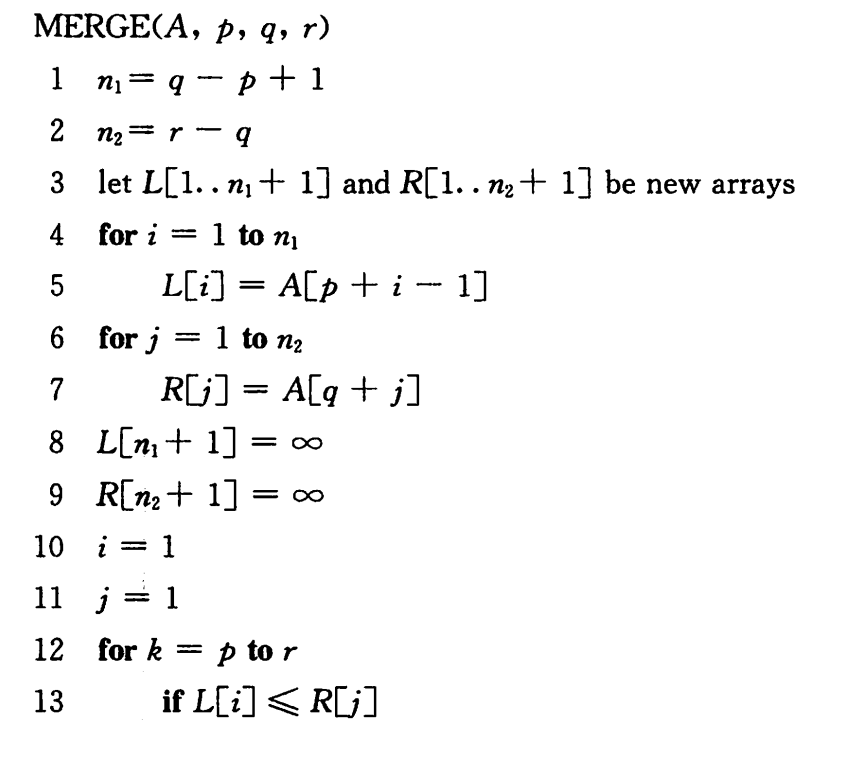 MERGE(A, p, q, r)
1 n₁ = q − p + 1
2 n₂ = r − q
3 let L[1..n₁ + 1] and R[1..n₂ + 1] be new arrays
4 for i = 1 to n₁
5 L[i] = A[p + i − 1]
6 for j = 1 to n₂
7 R[j] = A[q + j]
8 L[n₁ + 1] = ∞
9 R[n₂ + 1] = ∞
10 i = 1
11 j = 1
12 for k = p to r
13 if L[i] ⩽ R[j]